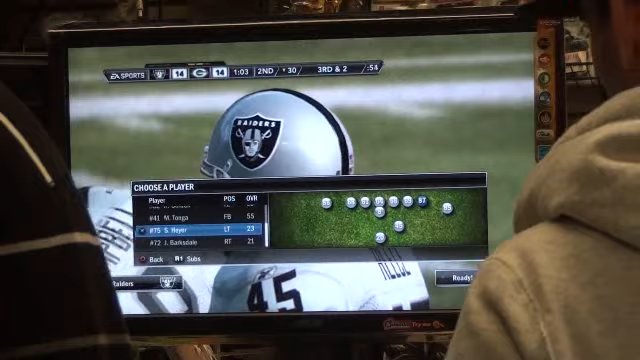 EA SPORTS 14 G 14 1:03 2ND 30 3RD & 2 :54
RAIDERS
CHOOSE A PLAYER
Player POS OVR
#41 M. Tonga FB 55
#75 S. Heyer LT 23
#72 J. Barksdale RT 21
87
Back R1 Subs
Raiders
Ready!
45